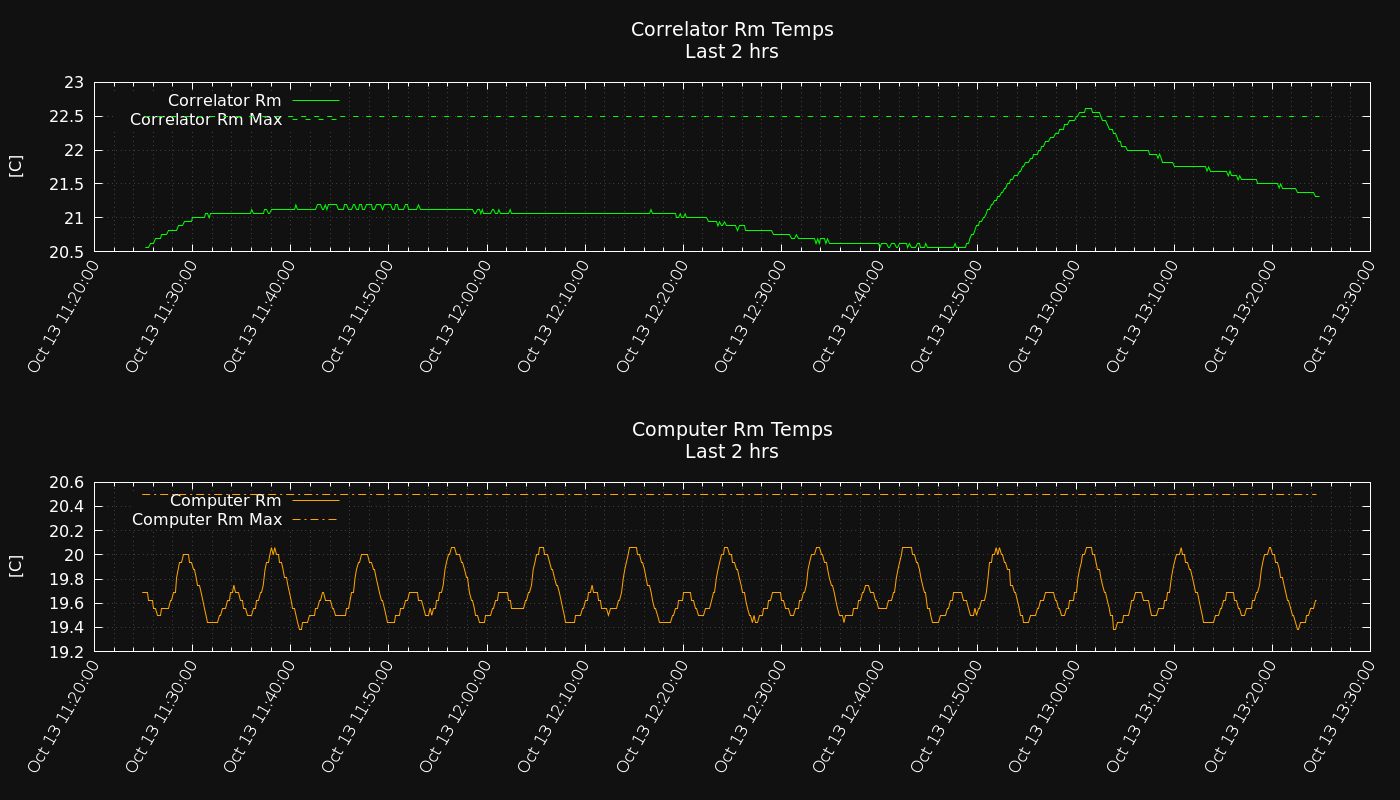 Correlator Rm Temps
Last 2 hrs
[C]
23
22.5
22
21.5
21
20.5
Correlator Rm
Correlator Rm Max
Oct 13 11:20:00
Oct 13 11:30:00
Oct 13 11:40:00
Oct 13 11:50:00
Oct 13 12:00:00
Oct 13 12:10:00
Oct 13 12:20:00
Oct 13 12:30:00
Oct 13 12:40:00
Oct 13 12:50:00
Oct 13 13:00:00
Oct 13 13:10:00
Oct 13 13:20:00
Oct 13 13:30:00
Computer Rm Temps
Last 2 hrs
[C]
20.6
20.4
20.2
20
19.8
19.6
19.4
19.2
Computer Rm
Computer Rm Max
Oct 13 11:20:00
Oct 13 11:30:00
Oct 13 11:40:00
Oct 13 11:50:00
Oct 13 12:00:00
Oct 13 12:10:00
Oct 13 12:20:00
Oct 13 12:30:00
Oct 13 12:40:00
Oct 13 12:50:00
Oct 13 13:00:00
Oct 13 13:10:00
Oct 13 13:20:00
Oct 13 13:30:00